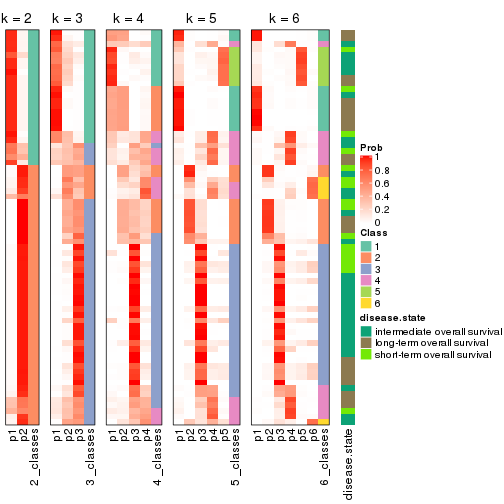 k = 2 k = 3 k = 4 k = 5 k = 6
Prob
1
0.8
0.6
0.4
0.2
0
Class
1
2
3
4
5
6
disease.state
intermediate overall survival
long-term overall survival
short-term overall survival
p1 p2 2_classes p1 p2 p3 3_classes p1 p2 p3 p4 4_classes p1 p2 p3 p4 p5 5_classes p1 p2 p3 p4 p5 p6 6_classes disease.state